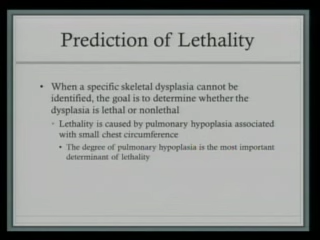 Prediction of Lethality
• When a specific skeletal dysplasia cannot be
identified, the goal is to determine whether the
dysplasia is lethal or nonlethal
• Lethality is caused by pulmonary hypoplasia associated
with small chest circumference
• The degree of pulmonary hypoplasia is the most important
determinant of lethality